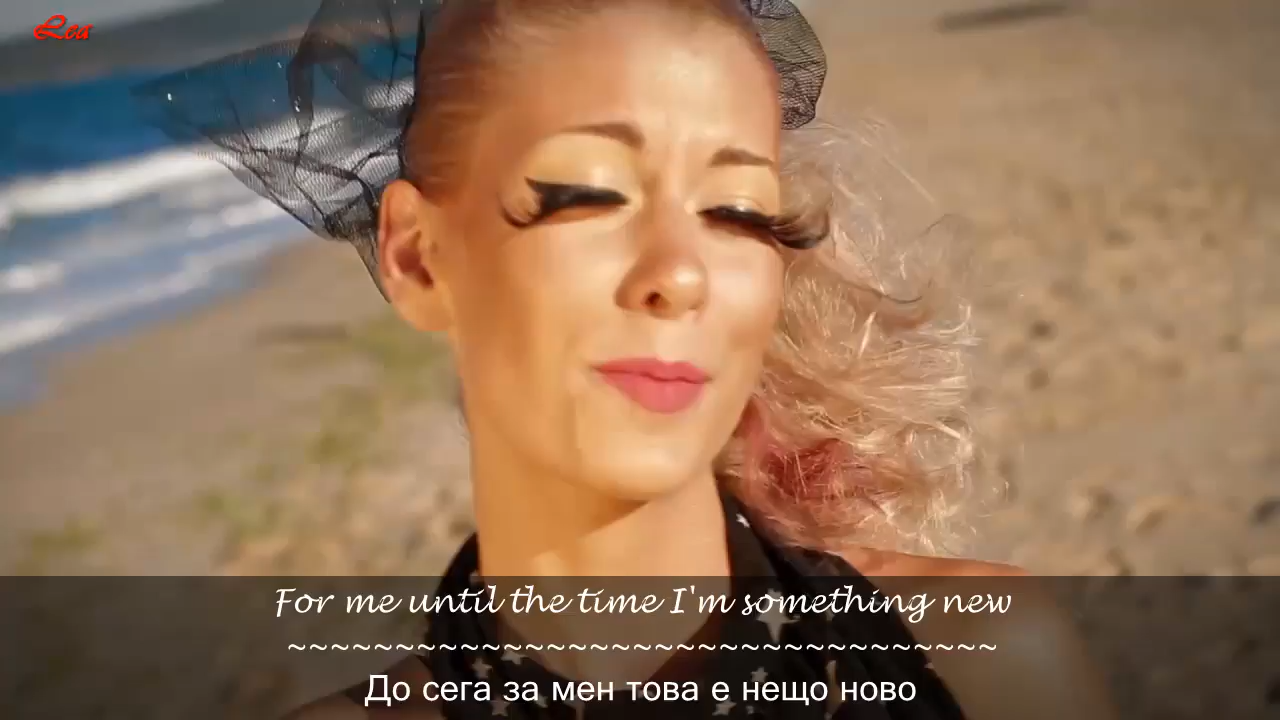 Lea
For me until the time I'm something new
~~~~~~~~~~~~~~~~~~~~~~~~~~~~~~~~~
До сега за мен това е нещо ново